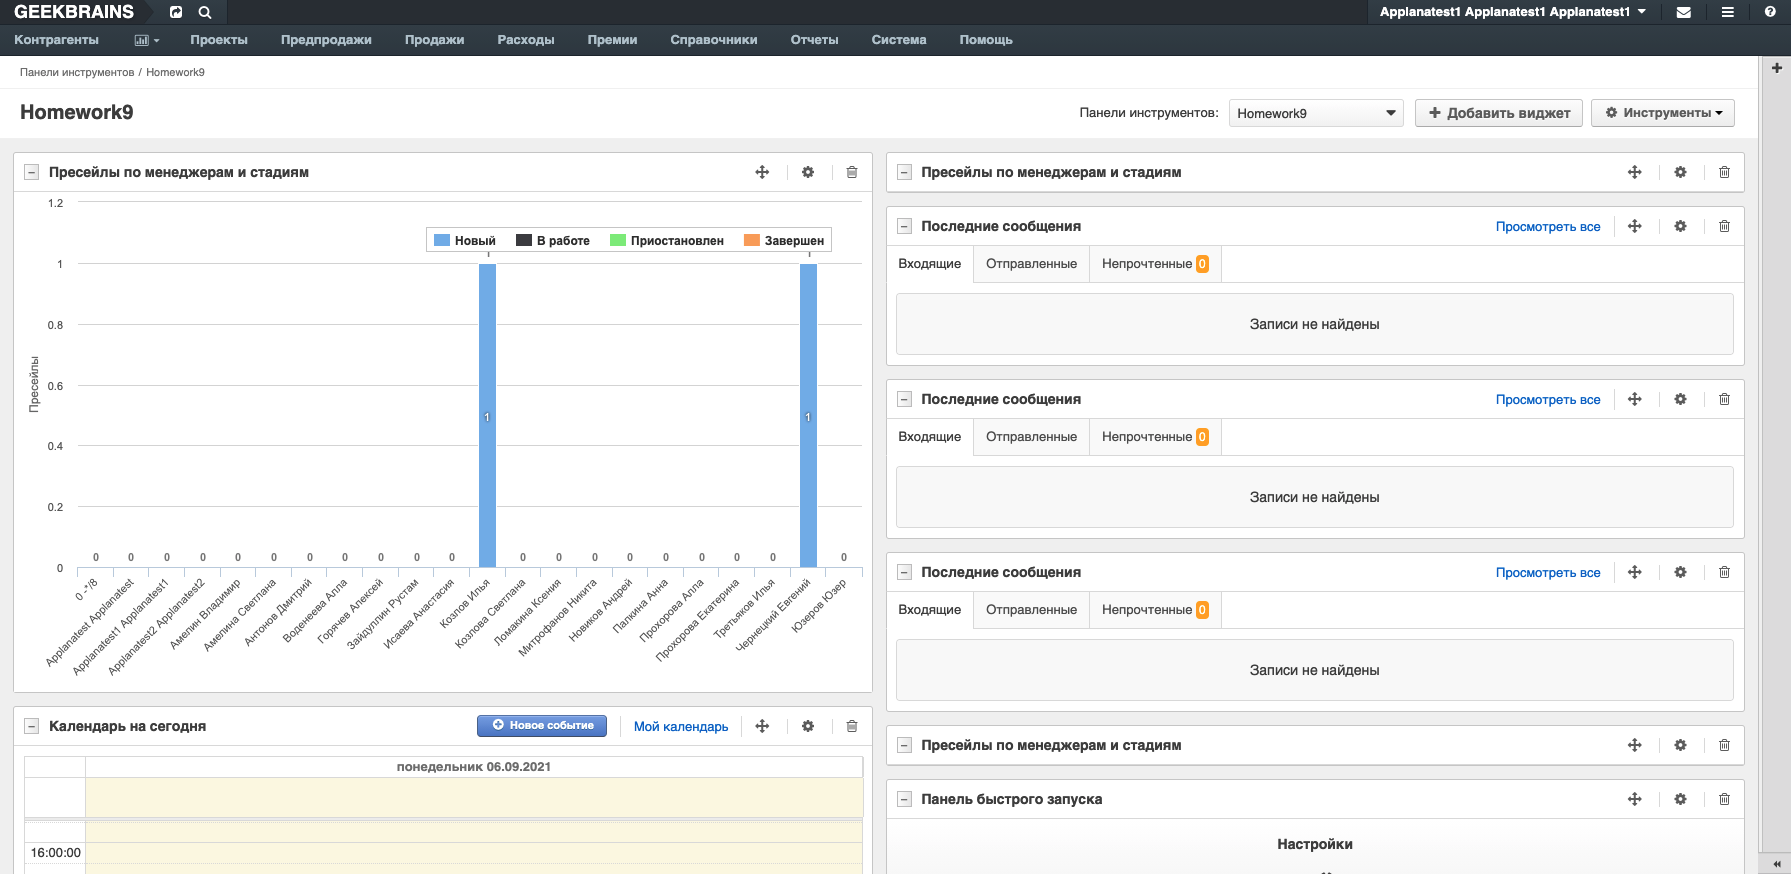 GEEKBRAINS
Applanatest1 Applanatest1 Applanatest1
Контрагенты Проекты Предпродажи Продажи Расходы Премии Справочники Отчеты Система Помощь
Панели инструментов / Homework9
Homework9
Панели инструментов: Homework9 Добавить виджет Инструменты
Пресейлы по менеджерам и стадиям
1.2
1
0.8
0.6
0.4
0.2
0
Пресейлы
Новый В работе Приостановлен Завершен
0 0 0 0 0 0 0 0 0 0 0 1 0 0 0 0 0 0 0 0 1 0
0 -*/8
Applanatest Applanatest
Applanatest1 Applanatest1
Applanatest2 Applanatest2
Амелин Владимир
Амелина Светлана
Антонов Дмитрий
Воденеева Алла
Горячев Алексей
Зайдуллин Рустам
Исаева Анастасия
Козлов Илья
Козлова Светлана
Ломакина Ксения
Митрофанов Никита
Новиков Андрей
Палкина Анна
Прохорова Алла
Прохорова Екатерина
Третьяков Илья
Чернецкий Евгений
Юзеров Юзер
Календарь на сегодня Новое событие Мой календарь
понедельник 06.09.2021
16:00:00
Пресейлы по менеджерам и стадиям
Последние сообщения Просмотреть все
Входящие Отправленные Непрочтенные 0
Записи не найдены
Последние сообщения Просмотреть все
Входящие Отправленные Непрочтенные 0
Записи не найдены
Последние сообщения Просмотреть все
Входящие Отправленные Непрочтенные 0
Записи не найдены
Пресейлы по менеджерам и стадиям
Панель быстрого запуска
Настройки